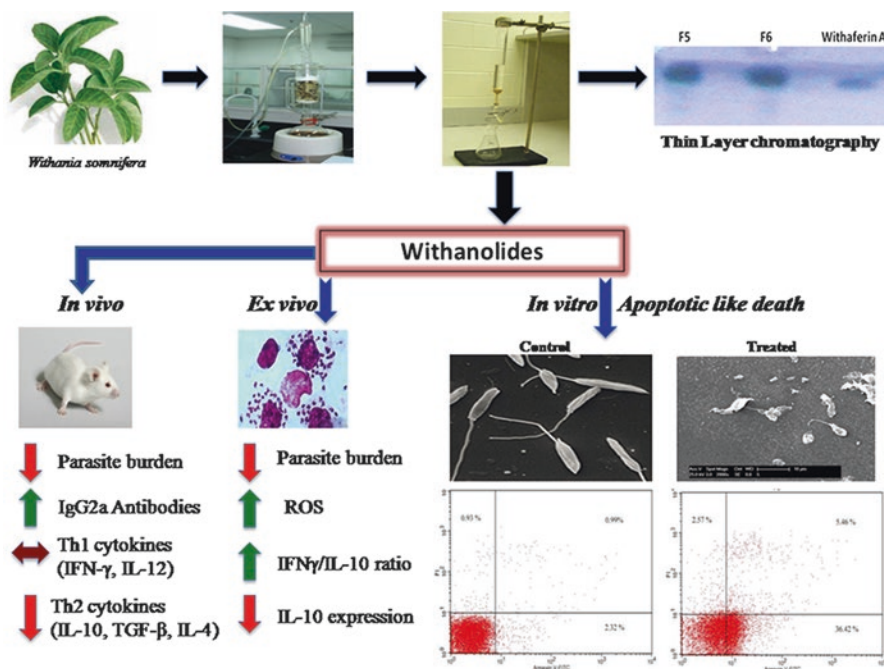 F5 F6 Withaferin A
Withania somnifera
Thin Layer chromatography
Withanolides
In vivo
Ex vivo
In vitro
Apoptotic like death
Control
Treated
Parasite burden
IgG2a Antibodies
Th1 cytokines
(IFN-γ, IL-12)
Th2 cytokines
(IL-10, TGF-β, IL-4)
Parasite burden
ROS
IFNγ/IL-10 ratio
IL-10 expression
0.93 %
0.99%
2.32 %
2.57 %
5.46 %
36.42 %